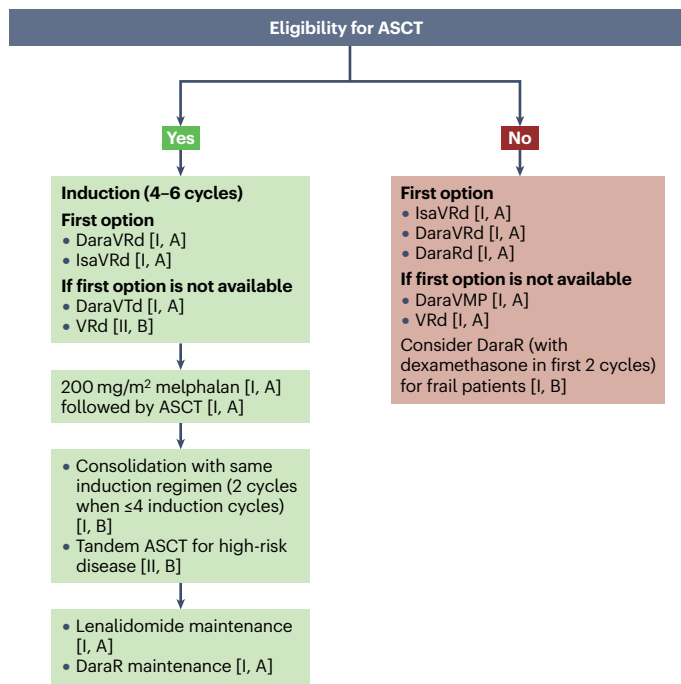 Eligibility for ASCT
Yes
No
Induction (4–6 cycles)
First option
• DaraVRd [I, A]
• IsaVRd [I, A]
If first option is not available
• DaraVTd [I, A]
• VRd [II, B]
200 mg/m² melphalan [I, A]
followed by ASCT [I, A]
• Consolidation with same
induction regimen (2 cycles
when ≤4 induction cycles)
[I, B]
• Tandem ASCT for high-risk
disease [II, B]
• Lenalidomide maintenance
[I, A]
• DaraR maintenance [I, A]
First option
• IsaVRd [I, A]
• DaraVRd [I, A]
• DaraRd [I, A]
If first option is not available
• DaraVMP [I, A]
• VRd [I, A]
Consider DaraR (with
dexamethasone in first 2 cycles)
for frail patients [I, B]